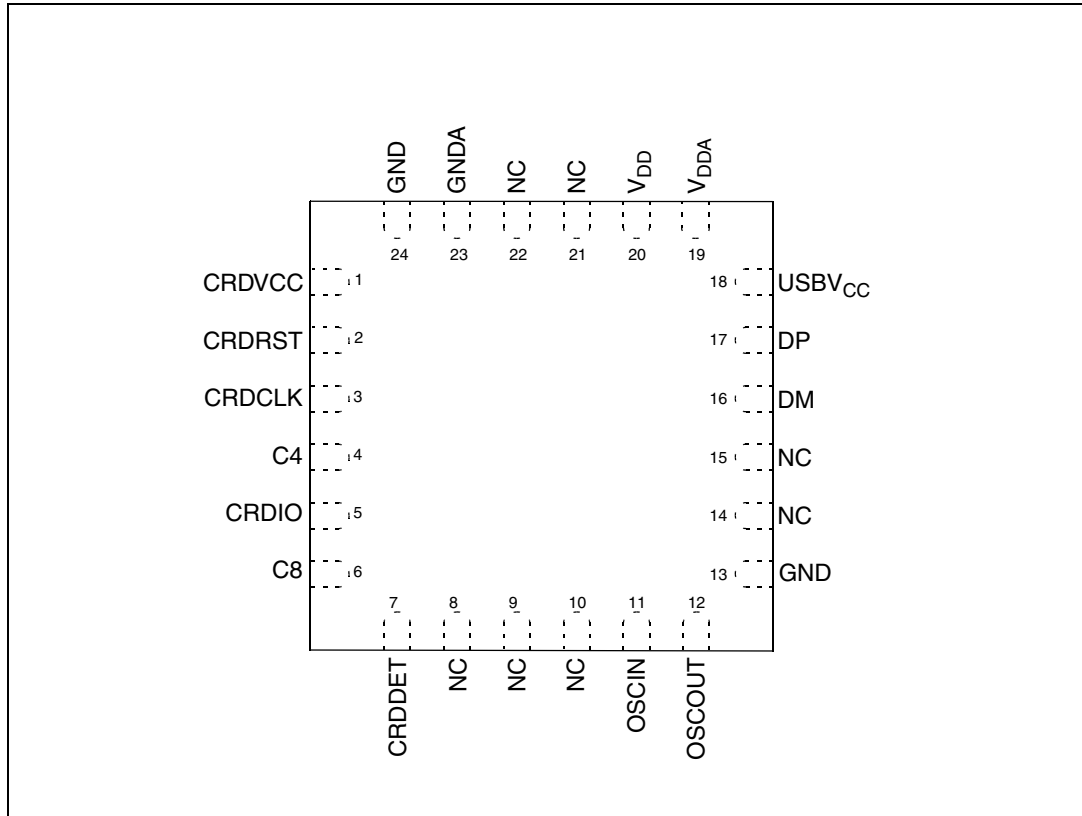 GND GNDA NC NC VDD VDDA
24 23 22 21 20 19
CRDVCC 1 18 USBVCC
CRDRST 2 17 DP
CRDCLK 3 16 DM
C4 4 15 NC
CRDIO 5 14 NC
C8 6 13 GND
7 8 9 10 11 12
CRDDET NC NC NC OSCIN OSCOUT